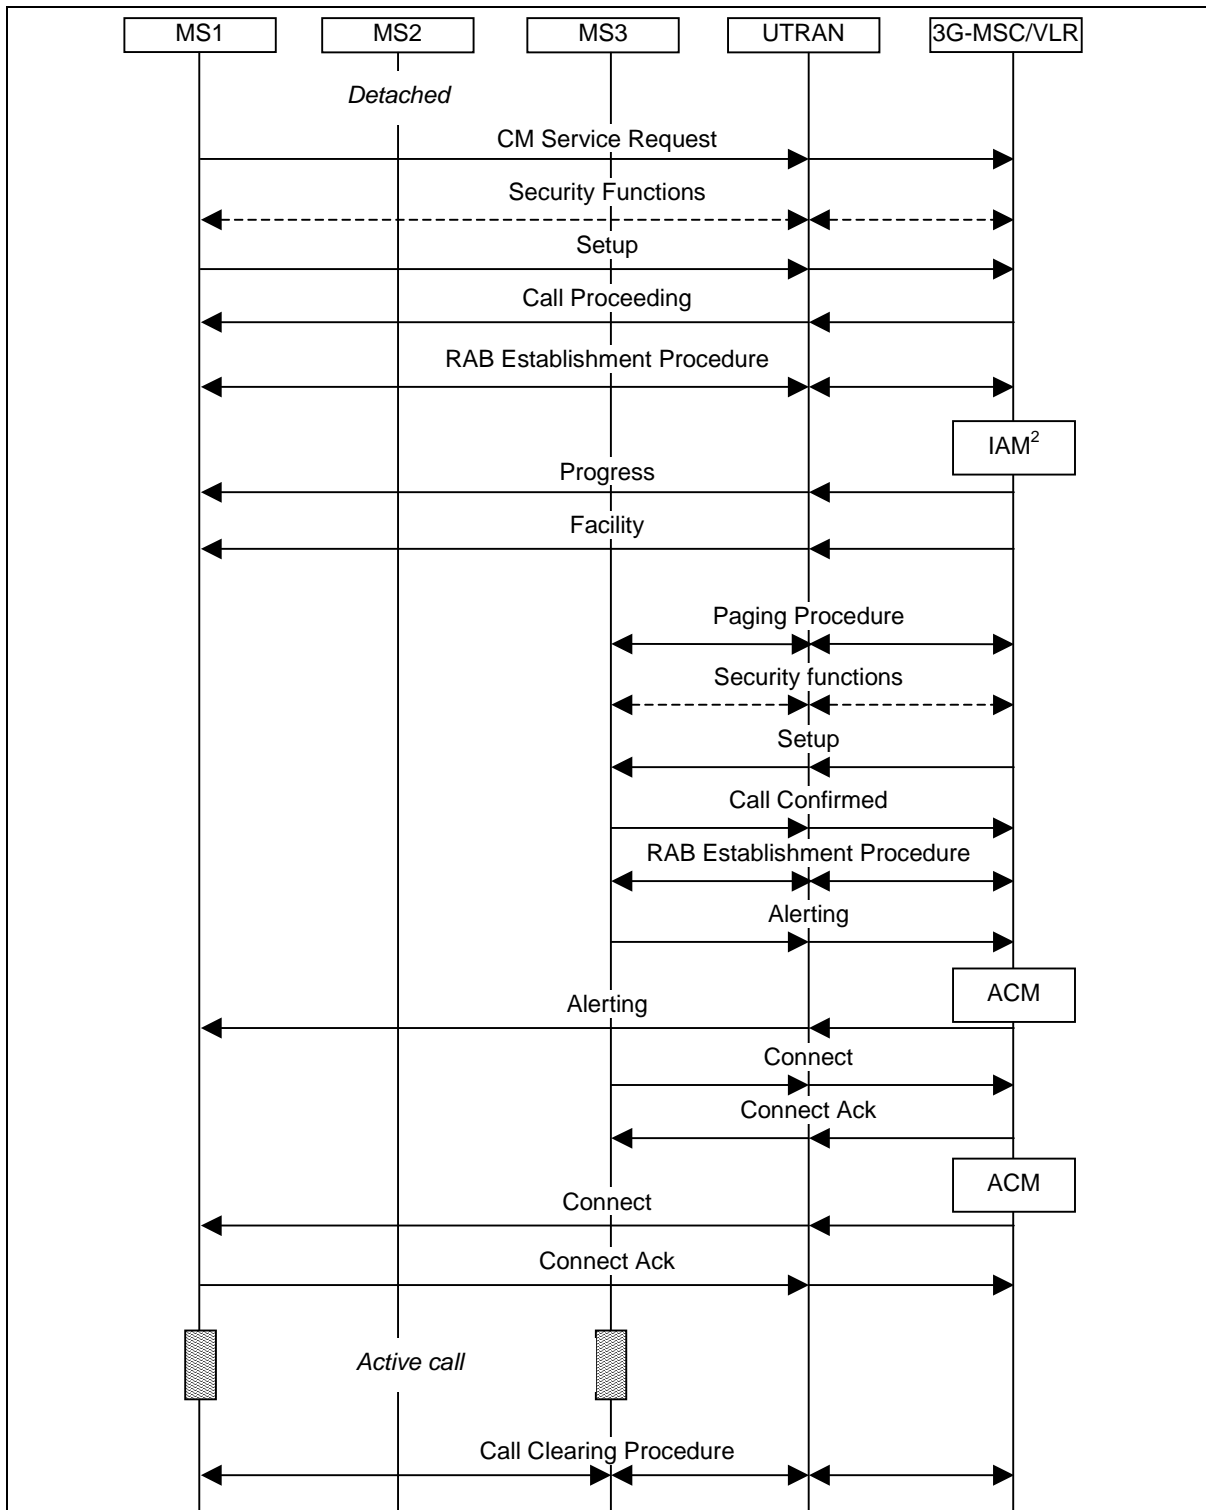 MS1 MS2 MS3 UTRAN 3G-MSC/VLR
Detached
CM Service Request
Security Functions
Setup
Call Proceeding
RAB Establishment Procedure
IAM²
Progress
Facility
Paging Procedure
Security functions
Setup
Call Confirmed
RAB Establishment Procedure
Alerting
ACM
Alerting
Connect
Connect Ack
ACM
Connect
Connect Ack
Active call
Call Clearing Procedure